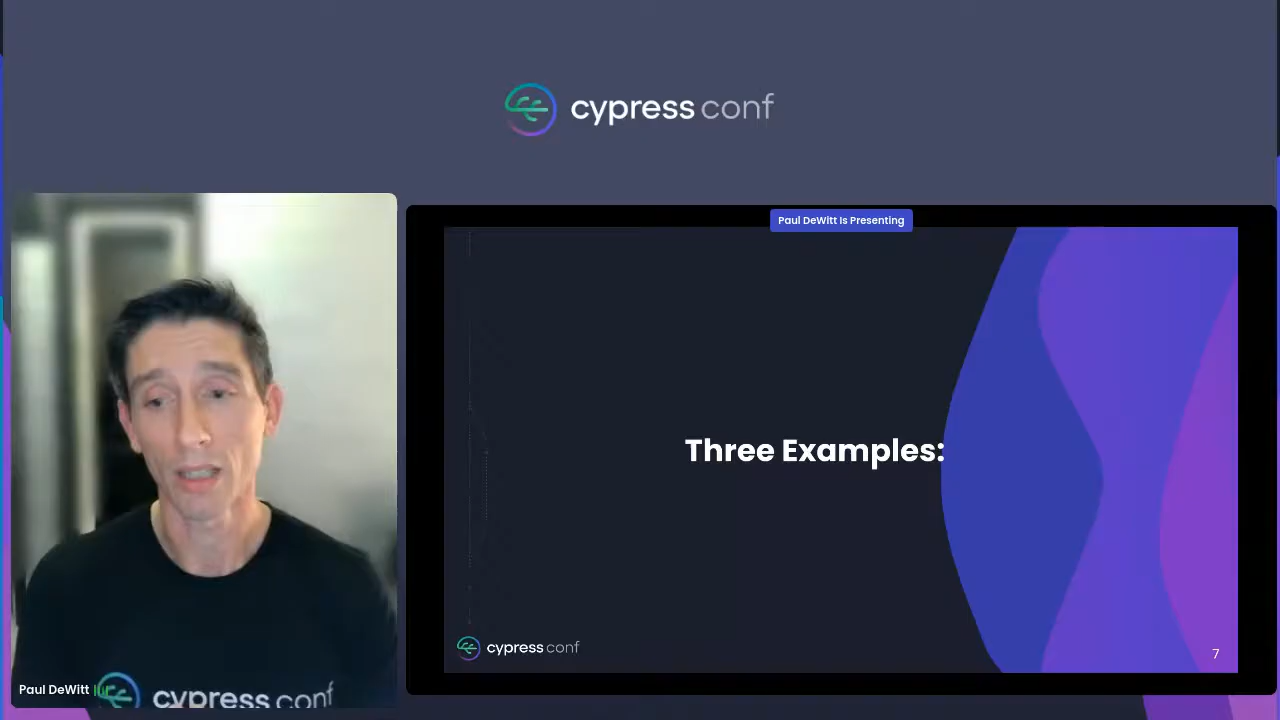 cypress conf
Paul DeWitt Is Presenting
Three Examples:
cypress conf
7
Paul DeWitt
cypress conf